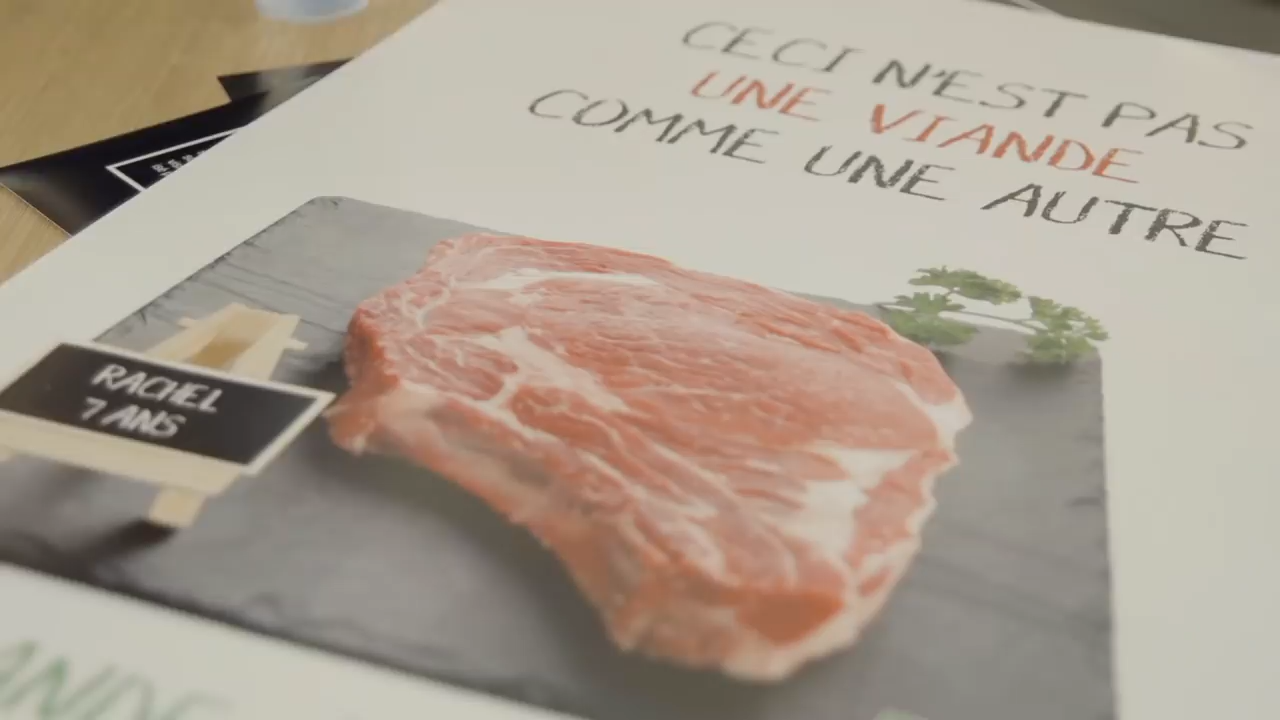 CECI N'EST PAS
UNE VIANDE
COMME UNE AUTRE
RACHEL
7 ANS